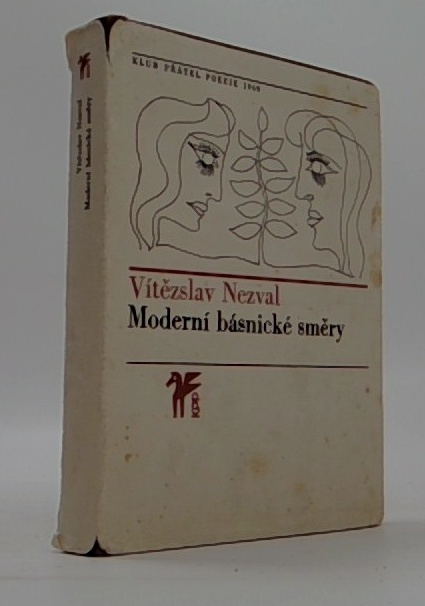 KLUB PŘÁTEL POEZIE 1969
Vítězslav Nezval
Moderní básnické směry
Vítězslav Nezval
Moderní básnické směry